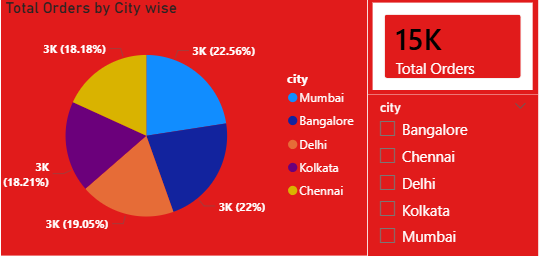 Total Orders by City wise
3K (18.18%)
3K (22.56%)
3K
(18.21%)
3K (19.05%)
3K (22%)
city
Mumbai
Bangalore
Delhi
Kolkata
Chennai
15K
Total Orders
city
Bangalore
Chennai
Delhi
Kolkata
Mumbai